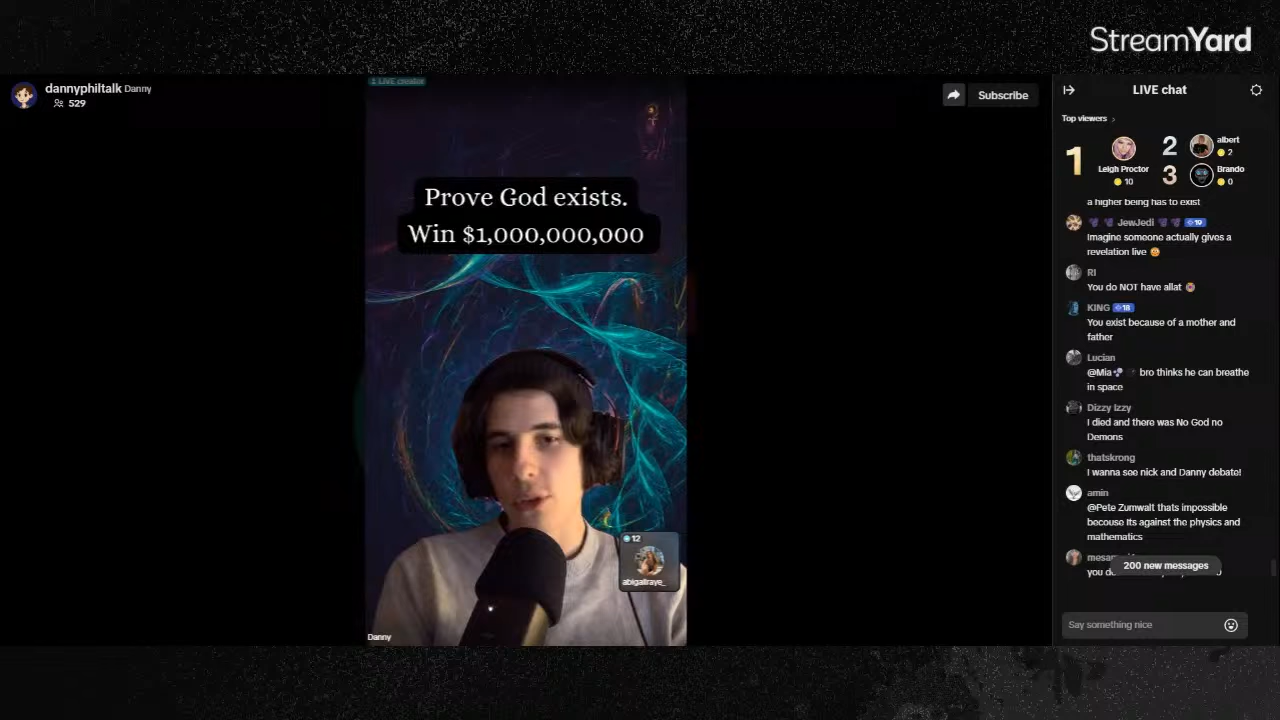 StreamYard
dannyphiltalk Danny
529
Subscribe
LIVE creator
Prove God exists.
Win $1,000,000,000
12
abigailraye_
Danny
LIVE chat
Top viewers
1
Leigh Proctor
10
2
albert
2
3
Brando
0
a higher being has to exist
JewJedi 19
Imagine someone actually gives a
revelation live
RI
You do NOT have allat
KING 18
You exist because of a mother and
father
Lucian
@Mia bro thinks he can breathe
in space
Dizzy Izzy
I died and there was No God no
Demons
thatskrong
I wanna see nick and Danny debate!
amin
@Pete Zumwalt thats impossible
becouse Its against the physics and
mathematics
200 new messages
Say something nice